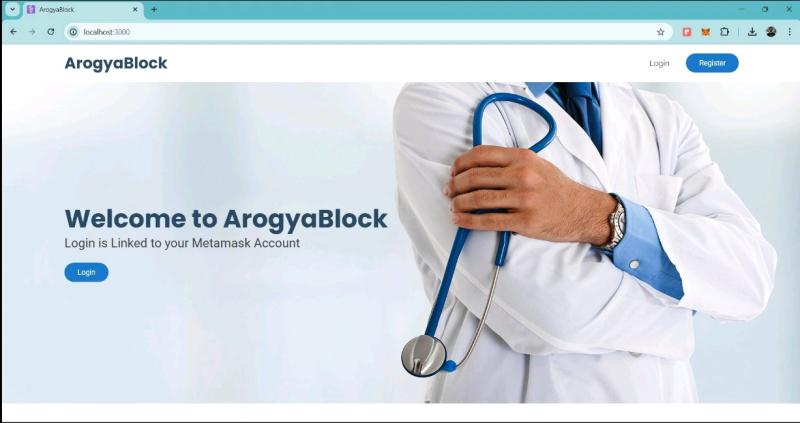 ArogyaBlock
localhost:3000
ArogyaBlock
Login
Register
Welcome to ArogyaBlock
Login is Linked to your Metamask Account
Login